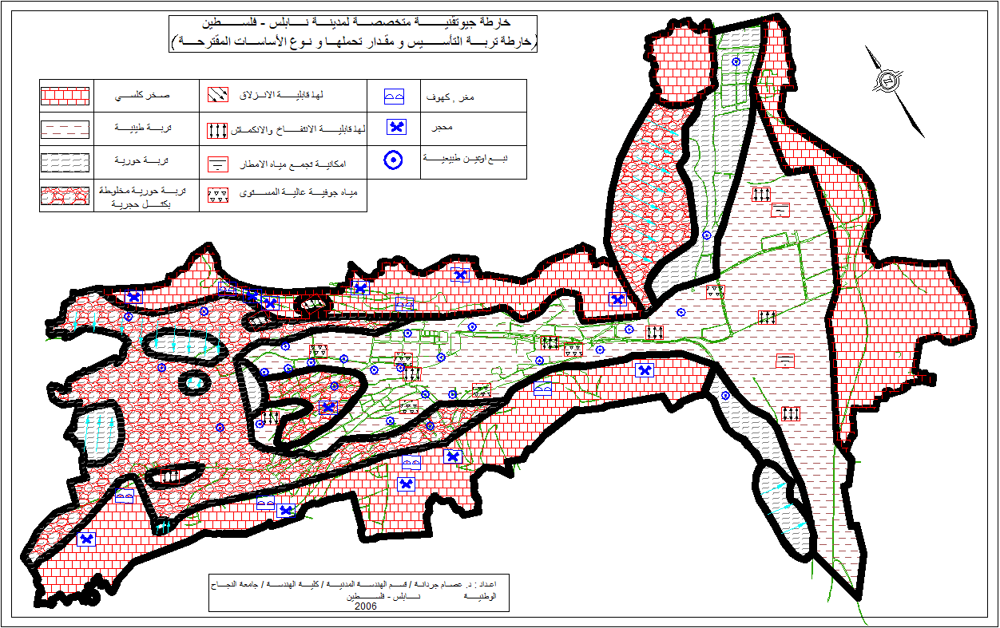 خارطة جيوتقنية متخصصة لمدينة نابلس - فلسطين
(خارطة تربة التأسيس و مقدار تحملها و نوع الأساسات المقترحة)
صخر كلسي
لها قابلية الانزلاق
مغر , كهوف
تربة طينية
لها قابلية الانتفاخ والانكماش
محجر
تربة حورية
امكانية تجمع مياه الامطار
نبع اوعين طبيعية
تربة حورية مخلوطة
بكتل حجرية
مياه جوفية عالية المستوى
اعداد : د. عصام جردانة / قسم الهندسة المدنية / كلية الهندسة / جامعة النجاح
الوطنية نابلس - فلسطين
2006